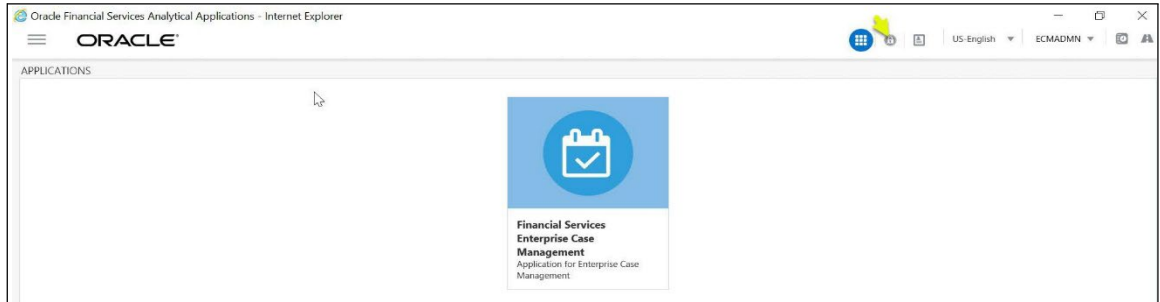 Oracle Financial Services Analytical Applications - Internet Explorer
ORACLE
US-English
ECMADMN
APPLICATIONS
Financial Services
Enterprise Case
Management
Application for Enterprise Case
Management